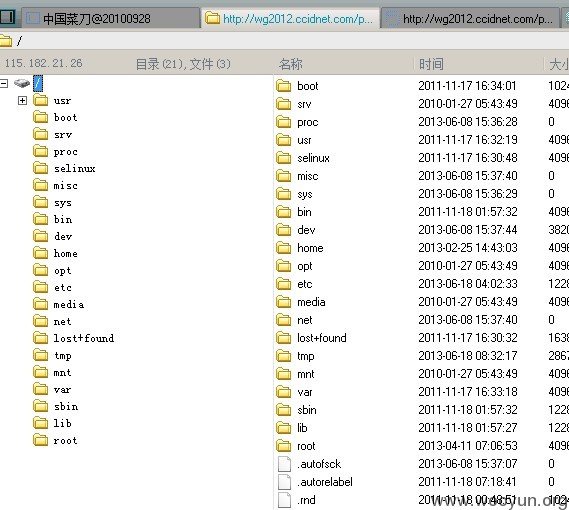 中国菜刀@20100928 http://wg2012.ccidnet.com/p... http://wg2012.ccidnet.com/p...
/
115.182.21.26 目录(21),文件(3) 名称 时间
/
usr
boot
srv
proc
selinux
misc
sys
bin
dev
home
opt
etc
media
net
lost+found
tmp
mnt
var
sbin
lib
root
boot 2011-11-17 16:34:01 1024
srv 2010-01-27 05:43:49 4096
proc 2013-06-08 15:36:28 0
usr 2011-11-17 16:32:19 4096
selinux 2011-11-17 16:30:48 4096
misc 2013-06-08 15:37:40 0
sys 2013-06-08 15:36:29 0
bin 2011-11-18 01:57:32 4096
dev 2013-06-08 15:37:44 3820
home 2013-02-25 14:43:03 4096
opt 2010-01-27 05:43:49 4096
etc 2013-06-18 04:02:33 1228
media 2010-01-27 05:43:49 4096
net 2013-06-08 15:37:40 0
lost+found 2011-11-17 16:30:32 1638
tmp 2013-06-18 08:32:17 2867
mnt 2010-01-27 05:43:49 4096
var 2011-11-17 16:33:18 4096
sbin 2011-11-18 01:57:32 1228
lib 2011-11-18 01:57:27 1228
root 2013-04-11 07:06:53 4096
.autofsck 2013-06-08 15:37:07 0
.autorelabel 2011-11-18 07:18:41 0
.rnd 2011-11-18 00:48:51 1024
www.wooyun.org